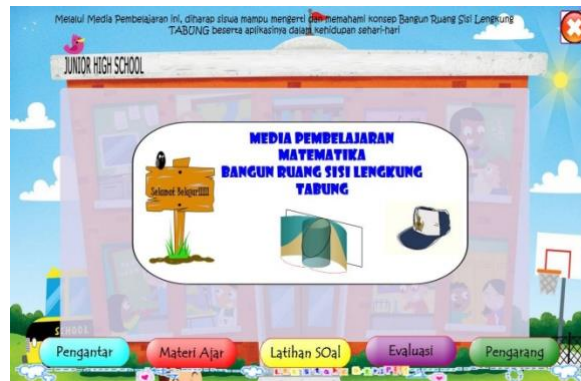 Melalui Media Pembelajaran ini, diharap sisua mampu mengerti dan memahami konsep Bangun Ruang Sisi Lengkung
TABUNG beserta aplikasinya dalam kehidupan sehari-hari
JUNIOR HIGH SCHOOL
MEDIA PEMBELAJARAN
MATEMATIKA
BANGUN RUANG SISI LENGKUNG
TABUNG
Selamat Belajar!!!!!
SCHOOL
Pengantar
Materi Ajar
Latihan SOal
Evaluasi
Pengarang